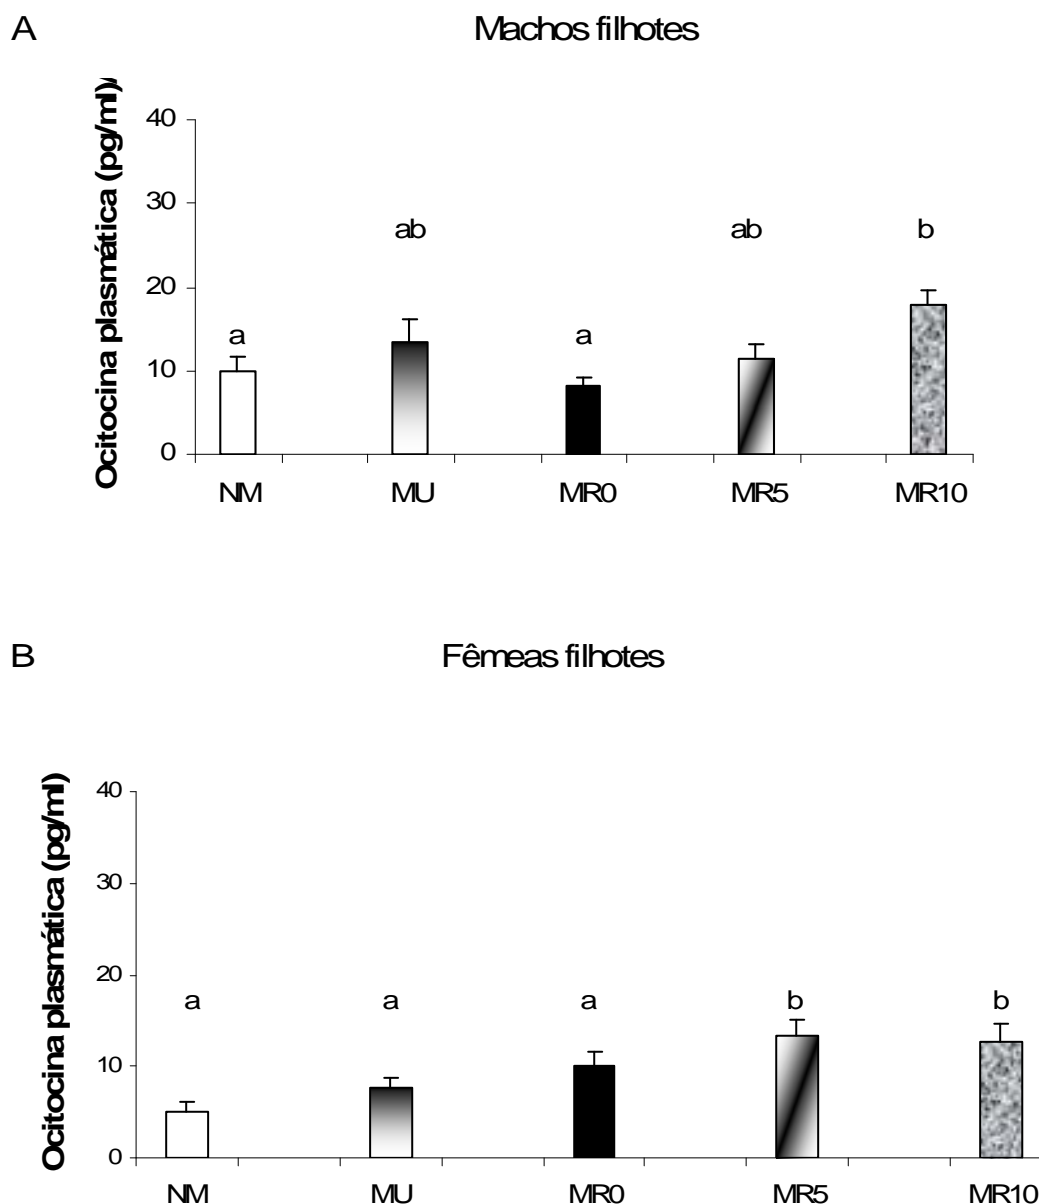 A
Machos filhotes
Ocitocina plasmática (pg/ml)
40
30
20
10
0
a
ab
a
ab
b
NM
MU
MR0
MR5
MR10
B
Fêmeas filhotes
Ocitocina plasmática (pg/ml)
40
30
20
10
0
a
a
a
b
b
NM
MU
MR0
MR5
MR10